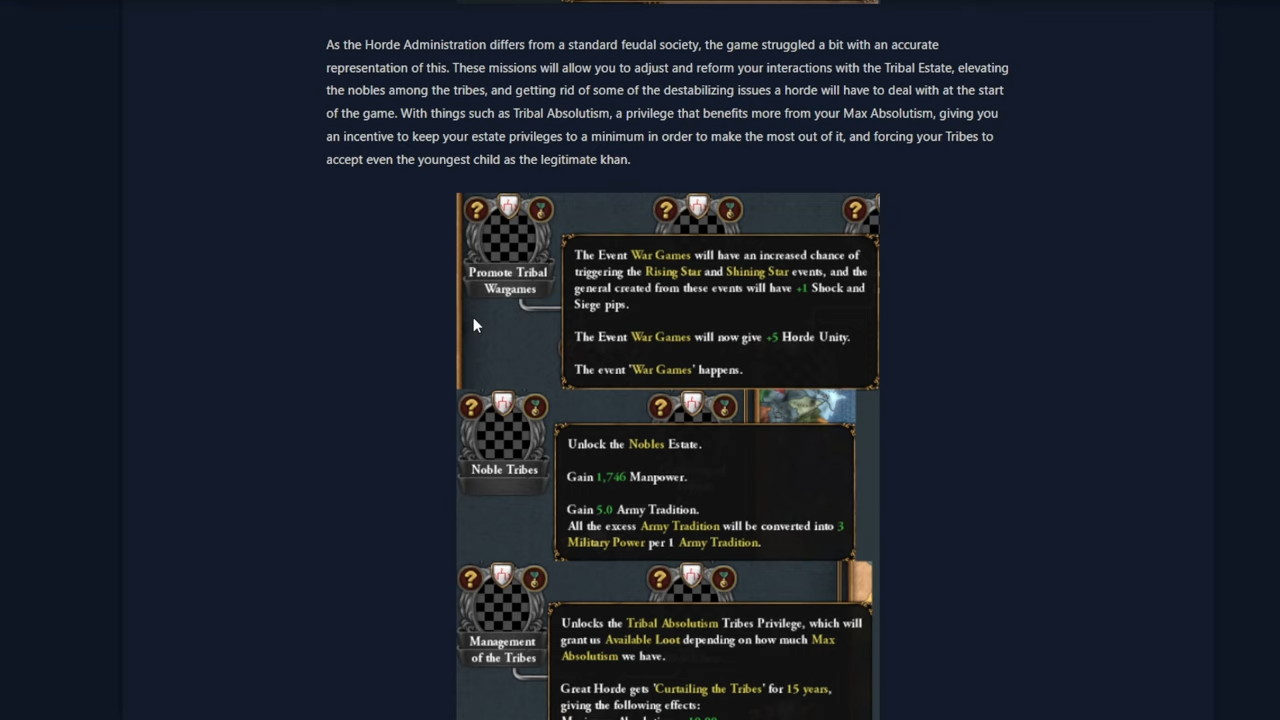 As the Horde Administration differs from a standard feudal society, the game struggled a bit with an accurate
representation of this. These missions will allow you to adjust and reform your interactions with the Tribal Estate, elevating
the nobles among the tribes, and getting rid of some of the destabilizing issues a horde will have to deal with at the start
of the game. With things such as Tribal Absolutism, a privilege that benefits more from your Max Absolutism, giving you
an incentive to keep your estate privileges to a minimum in order to make the most out of it, and forcing your Tribes to
accept even the youngest child as the legitimate khan.
Promote Tribal
Wargames
The Event War Games will have an increased chance of
triggering the Rising Star and Shining Star events, and the
general created from these events will have +1 Shock and
Siege pips.
The Event War Games will now give +5 Horde Unity.
The event 'War Games' happens.
Noble Tribes
Unlock the Nobles Estate.
Gain 1,746 Manpower.
Gain 5.0 Army Tradition.
All the excess Army Tradition will be converted into 3
Military Power per 1 Army Tradition.
Management
of the Tribes
Unlocks the Tribal Absolutism Tribes Privilege, which will
grant us Available Loot depending on how much Max
Absolutism we have.
Great Horde gets 'Curtailing the Tribes' for 15 years,
giving the following effects: